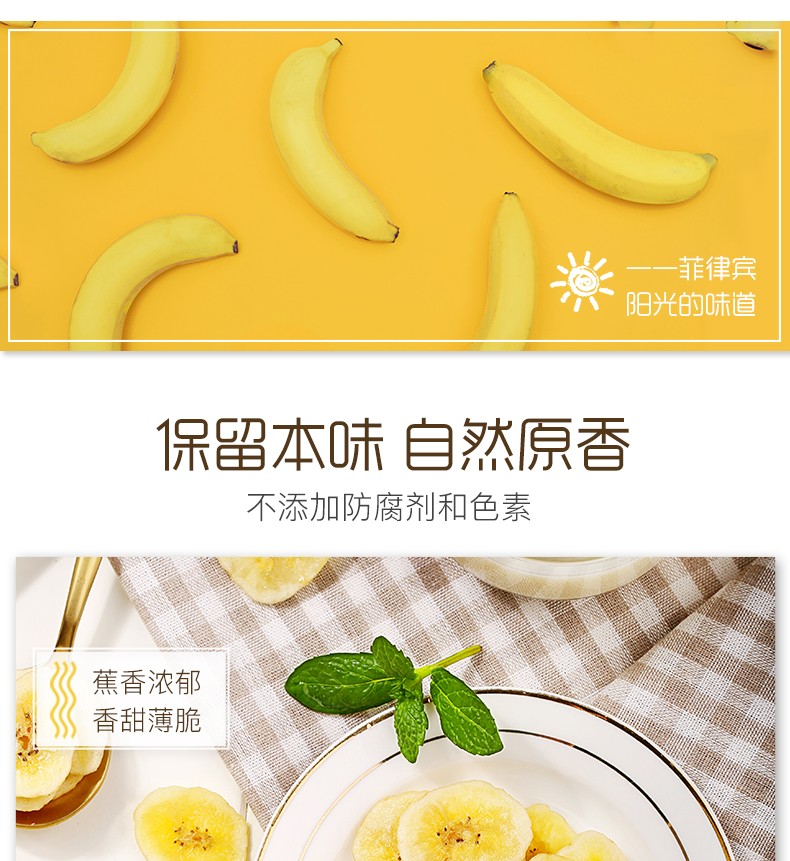 ——菲律宾
阳光的味道
保留本味 自然原香
不添加防腐剂和色素
蕉香浓郁
香甜薄脆